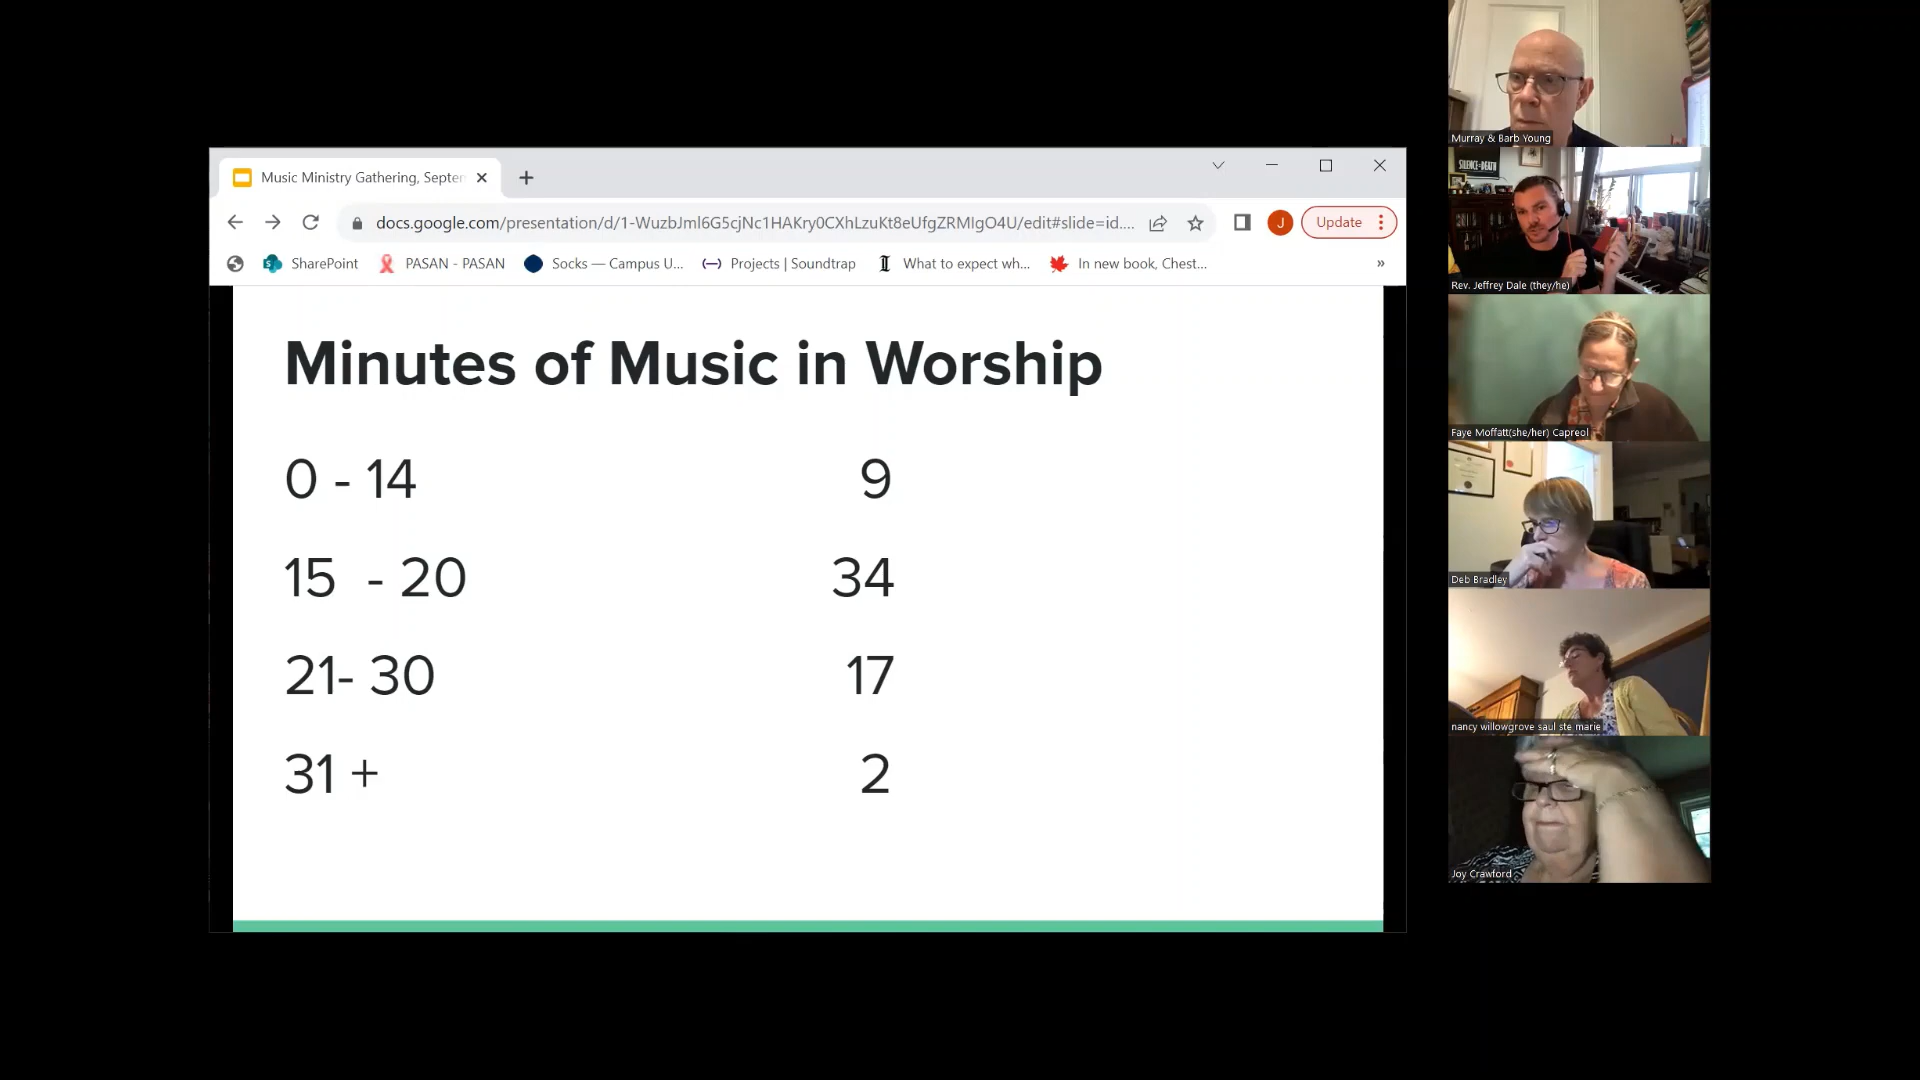 Music Ministry Gathering, Septem
docs.google.com/presentation/d/1-WuzbJml6G5cjNc1HAKry0CXhLzuKt8eUfgZRMIgO4U/edit#slide=id....
J
Update
SharePoint
PASAN - PASAN
Socks — Campus U...
Projects | Soundtrap
What to expect wh...
In new book, Chest...
»
Minutes of Music in Worship
0 - 14 9
15 - 20 34
21- 30 17
31 + 2
Murray & Barb Young
SILENCE=DEATH
Rev. Jeffrey Dale (they/he)
Faye Moffatt(she/her) Capreol
Deb Bradley
nancy willowgrove saul ste marie
Joy Crawford